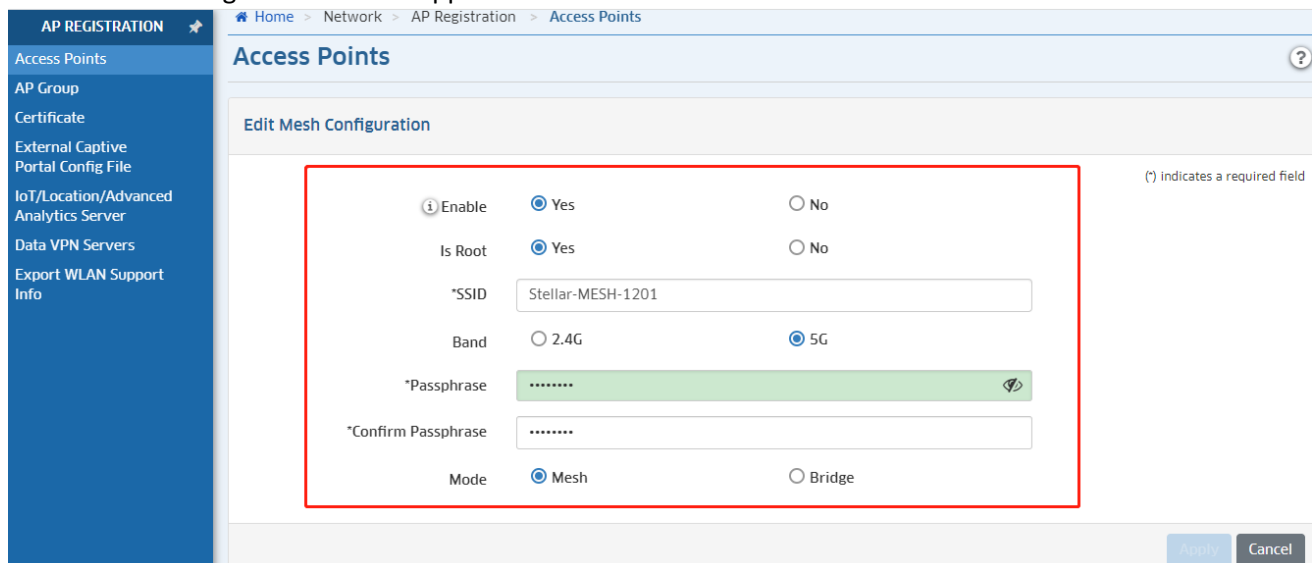 AP REGISTRATION
Home > Network > AP Registration > Access Points
Access Points
AP Group
Certificate
External Captive
Portal Config File
IoT/Location/Advanced
Analytics Server
Data VPN Servers
Export WLAN Support
Info
Access Points
?
Edit Mesh Configuration
(*) indicates a required field
i Enable Yes No
Is Root Yes No
*SSID Stellar-MESH-1201
Band 2.4G 5G
*Passphrase ••••••••
*Confirm Passphrase ••••••••
Mode Mesh Bridge
Apply Cancel